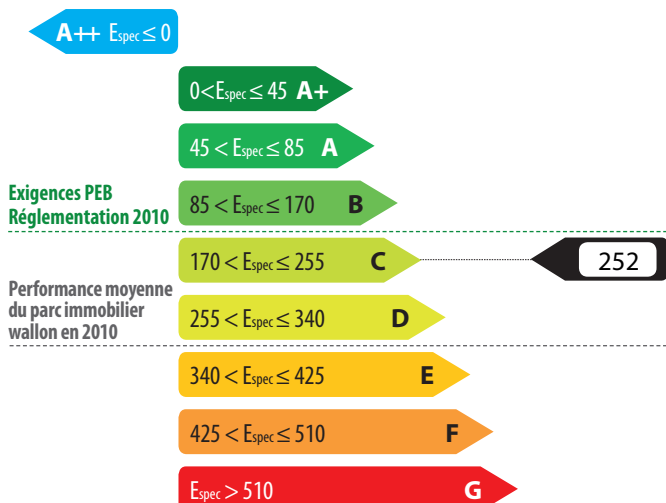 A++ Espec ≤ 0
0<Espec ≤ 45 A+
45 < Espec ≤ 85 A
Exigences PEB
Réglementation 2010
85 < Espec ≤ 170 B
170 < Espec ≤ 255 C
252
Performance moyenne
du parc immobilier
wallon en 2010
255 < Espec ≤ 340 D
340 < Espec ≤ 425 E
425 < Espec ≤ 510 F
Espec > 510 G